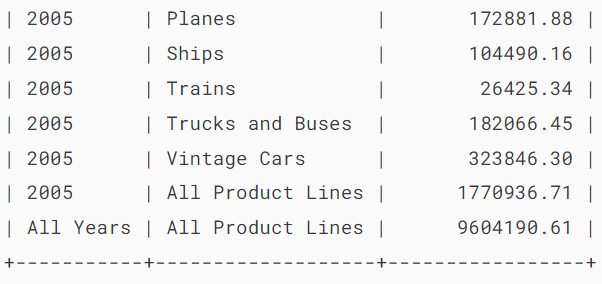 | 2005      | Planes            |       172881.88 |
| 2005      | Ships             |       104490.16 |
| 2005      | Trains            |        26425.34 |
| 2005      | Trucks and Buses  |       182066.45 |
| 2005      | Vintage Cars      |       323846.30 |
| 2005      | All Product Lines |      1770936.71 |
| All Years | All Product Lines |      9604190.61 |
+-----------+-------------------+-----------------+